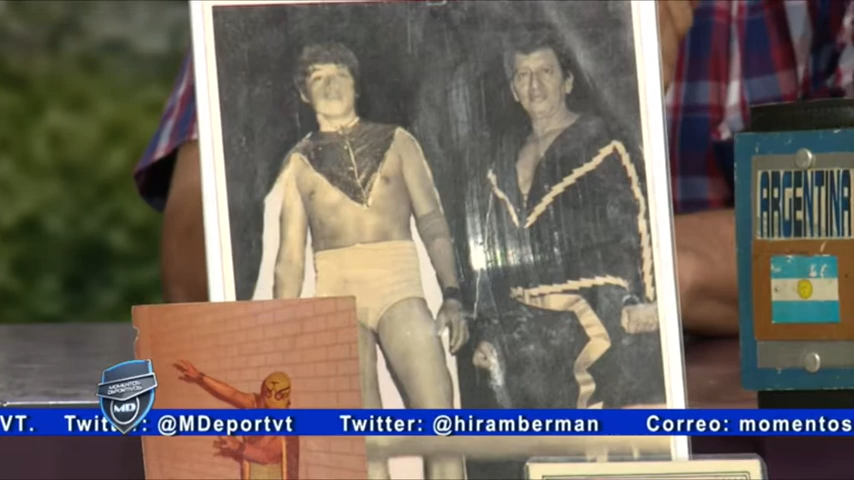 ARGENTINA
MOMENTOS
DEPORTIVOS
MD
VT. Twitter: @MDeportvt Twitter: @hiramberman Correo: momentos